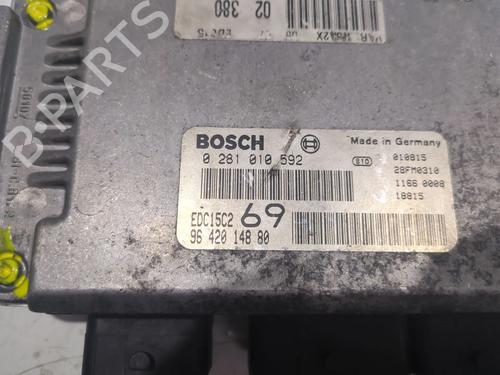 02 380
BOSCH
Made in Germany
0 281 010 592
010815
28FM0310
1166 0008
18815
EDC15C2 69
96 420 148 80
B-PARTS